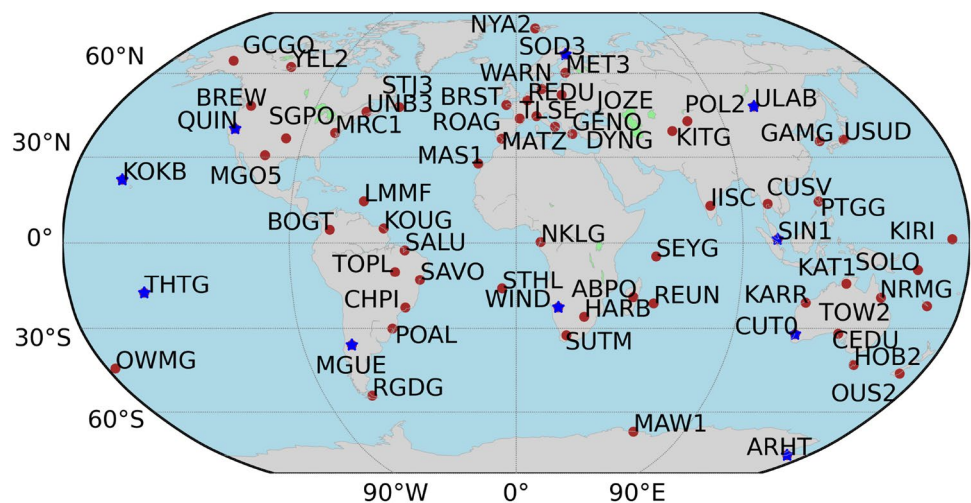 NYA2
GCGO
SOD3
60°N
YEL2
WARN
MET3
STJ3
BREW
UNB3
BRST
REDU
JOZE
POL2
ULAB
QUIN
SGPO
MRC1
ROAG
TLSE
GENO
KITG
GAMG
USUD
30°N
MATZ
DYNG
MAS1
KOKB
MGO5
LMMF
JISC
CUSV
PTGG
BOGT
KOUG
NKLG
SIN1
KIRI
0°
SALU
SEYG
TOPL
SAVO
STHL
KAT1
SOLO
THTG
CHPI
WIND
ABPO
REUN
KARR
NRMG
HARB
TOW2
30°S
POAL
SUTM
CUT0
CEDU
OWMG
MGUE
HOB2
RGDG
OUS2
60°S
MAW1
ARHT
90°W
0°
90°E